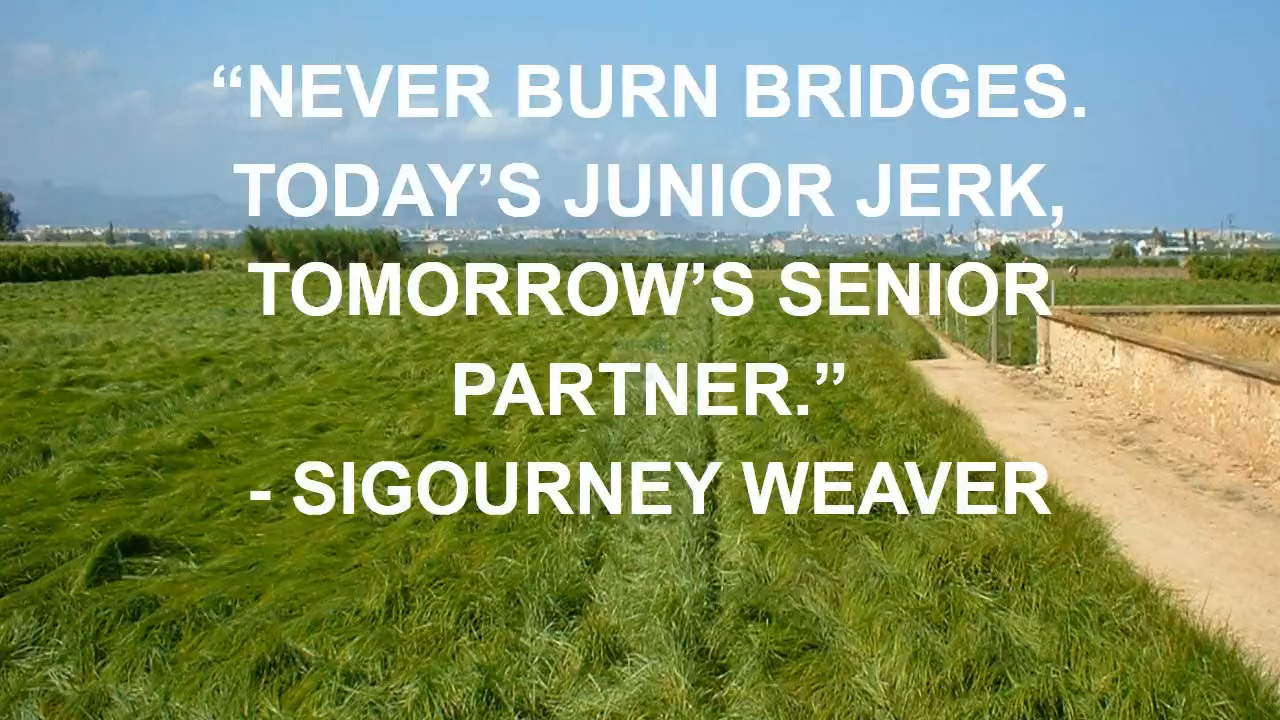 “NEVER BURN BRIDGES.
TODAY’S JUNIOR JERK,
TOMORROW’S SENIOR
PARTNER.”
- SIGOURNEY WEAVER